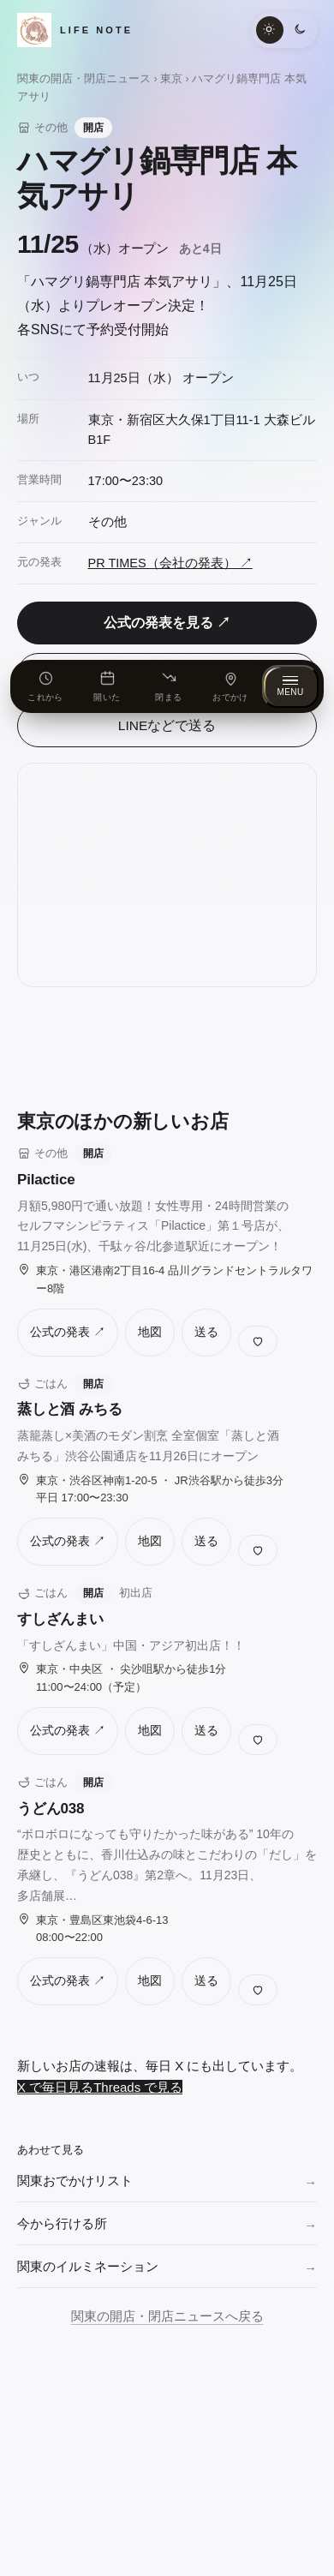 LIFE NOTE
関東の開店・閉店ニュース › 東京 › ハマグリ鍋専門店 本気
アサリ
その他 開店
ハマグリ鍋専門店 本
気アサリ
11/25（水）オープン あと4日
「ハマグリ鍋専門店 本気アサリ」、11月25日
（水）よりプレオープン決定！
各SNSにて予約受付開始
いつ 11月25日（水） オープン
場所 東京・新宿区大久保1丁目11-1 大森ビル
B1F
営業時間 17:00〜23:30
ジャンル その他
元の発表 PR TIMES（会社の発表） ↗
公式の発表を見る ↗
これから 開いた 閉まる おでかけ MENU
LINEなどで送る
東京のほかの新しいお店
その他 開店
Pilactice
月額5,980円で通い放題！女性専用・24時間営業の
セルフマシンピラティス「Pilactice」第１号店が、
11月25日(水)、千駄ヶ谷/北参道駅近にオープン！
東京・港区港南2丁目16-4 品川グランドセントラルタワ
ー8階
公式の発表 ↗ 地図 送る
ごはん 開店
蒸しと酒 みちる
蒸籠蒸し×美酒のモダン割烹 全室個室「蒸しと酒
みちる」渋谷公園通店を11月26日にオープン
東京・渋谷区神南1-20-5 ・ JR渋谷駅から徒歩3分
平日 17:00〜23:30
公式の発表 ↗ 地図 送る
ごはん 開店 初出店
すしざんまい
「すしざんまい」中国・アジア初出店！！
東京・中央区 ・ 尖沙咀駅から徒歩1分
11:00〜24:00（予定）
公式の発表 ↗ 地図 送る
ごはん 開店
うどん038
“ボロボロになっても守りたかった味がある” 10年の
歴史とともに、香川仕込みの味とこだわりの「だし」を
承継し、『うどん038』第2章へ。11月23日、
多店舗展…
東京・豊島区東池袋4-6-13
08:00〜22:00
公式の発表 ↗ 地図 送る
新しいお店の速報は、毎日 X にも出しています。
X で毎日見るThreads で見る
あわせて見る
関東おでかけリスト →
今から行ける所 →
関東のイルミネーション →
関東の開店・閉店ニュースへ戻る